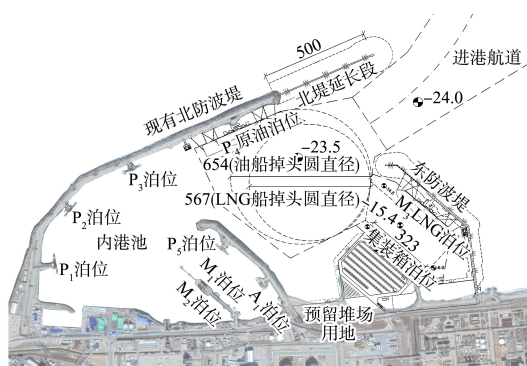 500
进港航道
北堤延长段
现有北防波堤
-24.0
P₄原油泊位
-23.5
654(油船掉头圆直径)
东防波堤
P₃泊位
567(LNG船掉头圆直径)
M₃LNG泊位
-15.4
323
P₂泊位
内港池
P₅泊位
集装箱泊位
P₁泊位
M₁泊位
M₂泊位
A₁泊位
预留堆场
用地